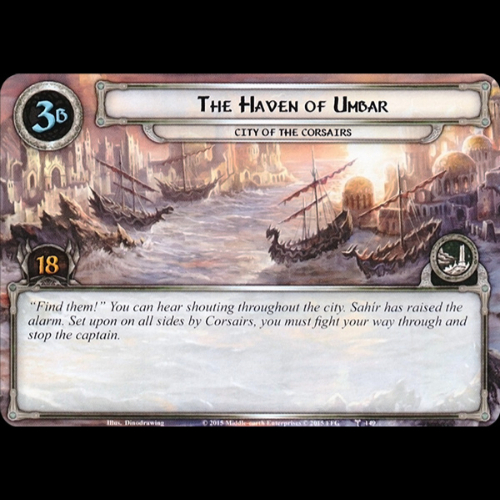 3B
THE HAVEN OF UMBAR
CITY OF THE CORSAIRS
18
"Find them!" You can hear shouting throughout the city. Sahír has raised the
alarm. Set upon on all sides by Corsairs, you must fight your way through and
stop the captain.
Illus. Dinodrawing
© 2015 Middle-earth Enterprises © 2015 FFG
149